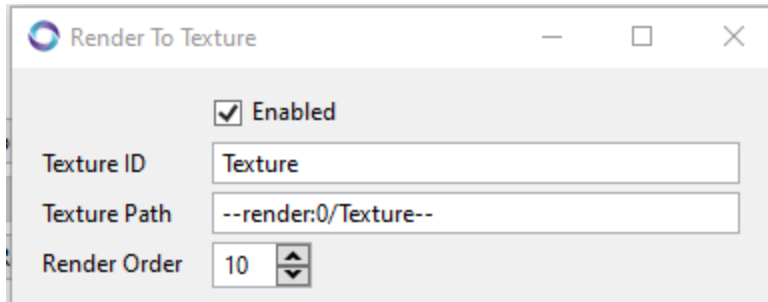 Render To Texture
Enabled
Texture ID Texture
Texture Path --render:0/Texture--
Render Order 10